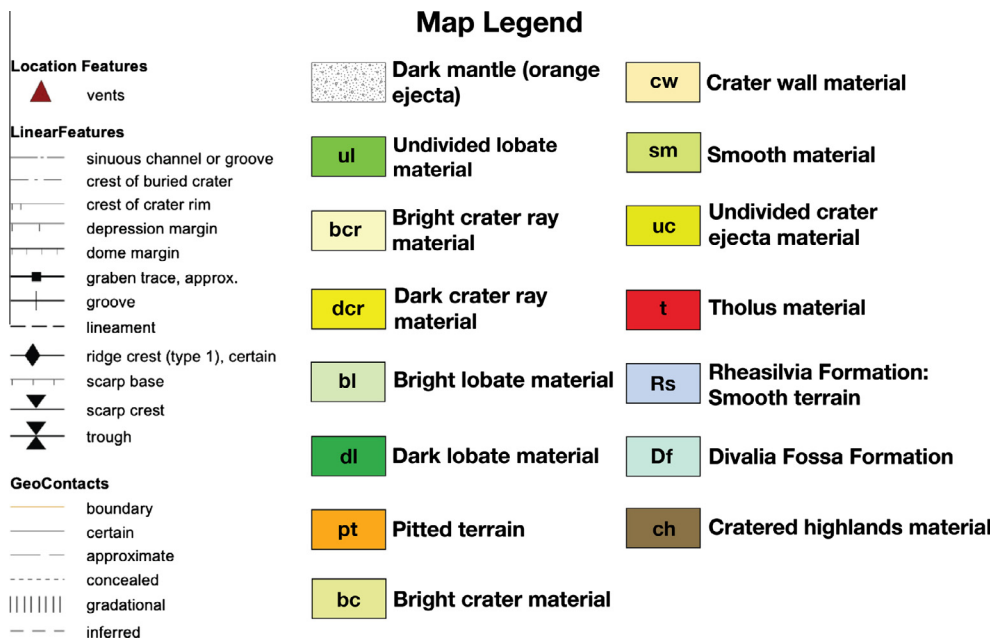 Map Legend
Location Features
vents
LinearFeatures
sinuous channel or groove
crest of buried crater
crest of crater rim
depression margin
dome margin
graben trace, approx.
groove
lineament
ridge crest (type 1), certain
scarp base
scarp crest
trough
GeoContacts
boundary
certain
approximate
concealed
gradational
inferred
Dark mantle (orange
ejecta)
ul
Undivided lobate
material
bcr
Bright crater ray
material
dcr
Dark crater ray
material
bl
Bright lobate material
dl
Dark lobate material
pt
Pitted terrain
bc
Bright crater material
cw
Crater wall material
sm
Smooth material
uc
Undivided crater
ejecta material
t
Tholus material
Rs
Rheasilvia Formation:
Smooth terrain
Df
Divalia Fossa Formation
ch
Cratered highlands material